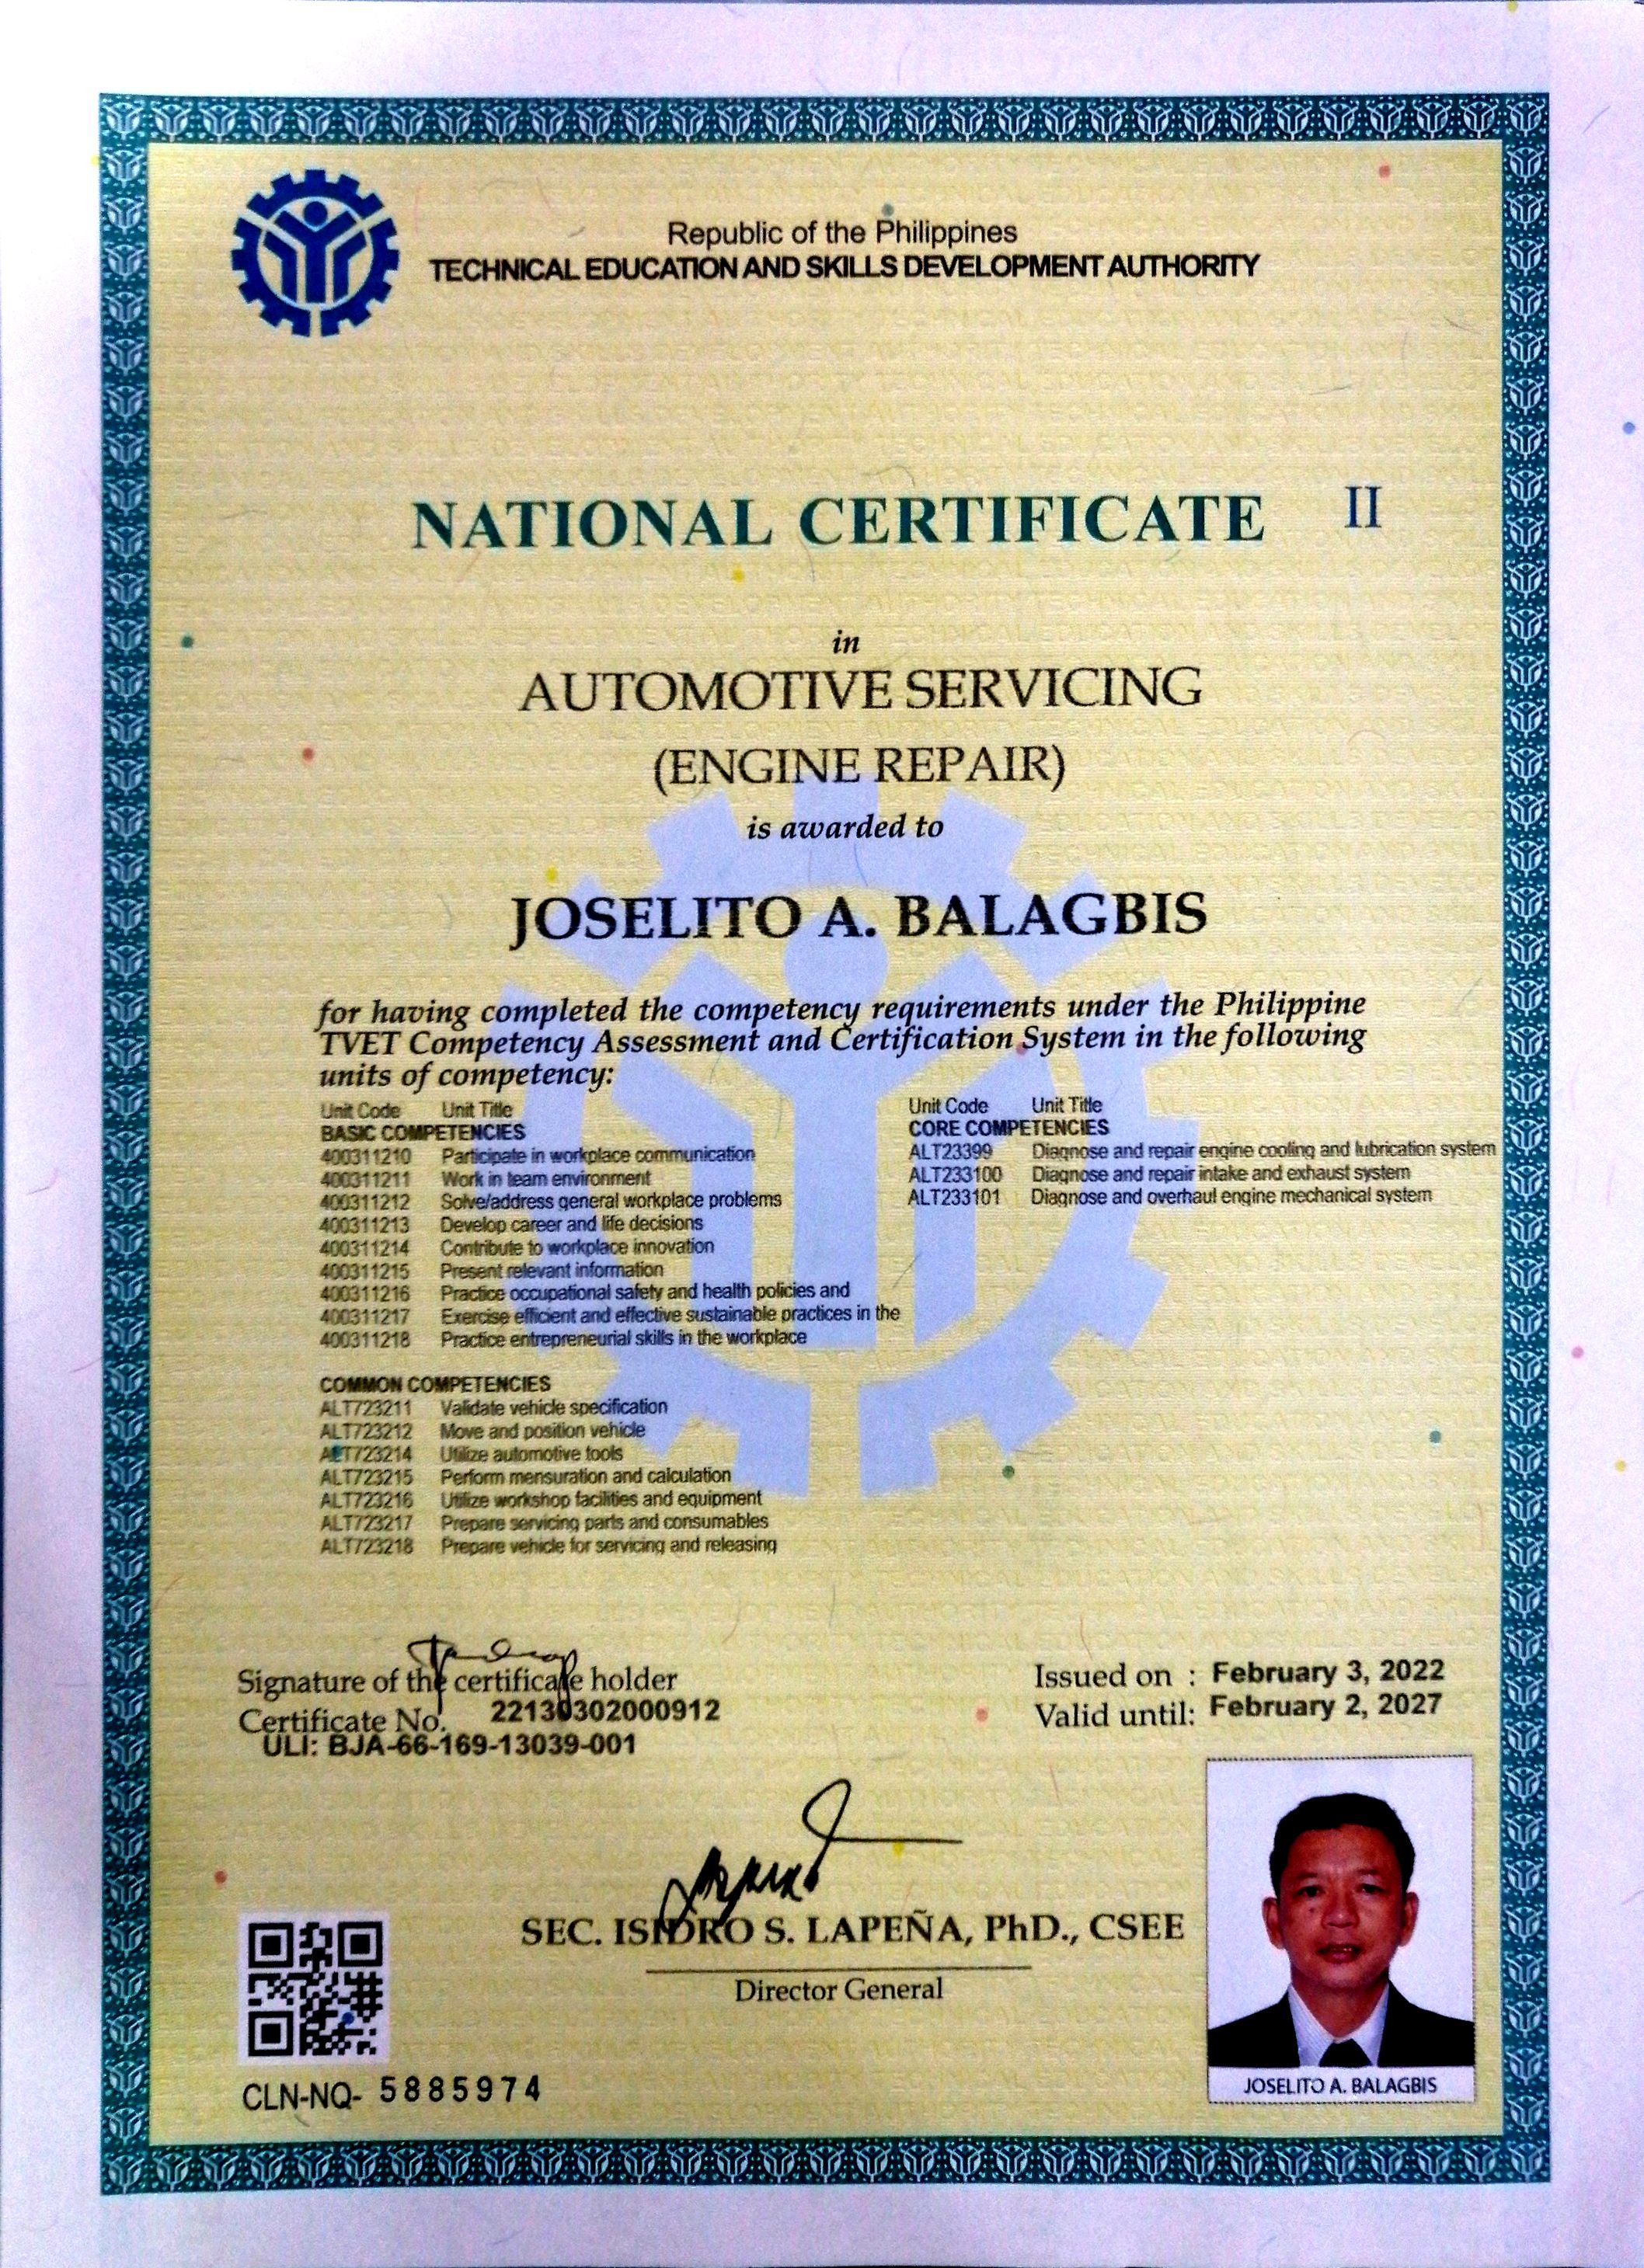 Republic of the Philippines
TECHNICAL EDUCATION AND SKILLS DEVELOPMENT AUTHORITY
NATIONAL CERTIFICATE II
in
AUTOMOTIVE SERVICING
(ENGINE REPAIR)
is awarded to
JOSELITO A. BALAGBIS
for having completed the competency requirements under the Philippine
TVET Competency Assessment and Certification System in the following
units of competency:
Unit Code Unit Title
BASIC COMPETENCIES
400311210 Participate in workplace communication
400311211 Work in team environment
400311212 Solve/address general workplace problems
400311213 Develop career and life decisions
400311214 Contribute to workplace innovation
400311215 Present relevant information
400311216 Practice occupational safety and health policies and
400311217 Exercise efficient and effective sustainable practices in the
400311218 Practice entrepreneurial skills in the workplace
COMMON COMPETENCIES
ALT723211 Validate vehicle specification
ALT723212 Move and position vehicle
ALT723214 Utilize automotive tools
ALT723215 Perform mensuration and calculation
ALT723216 Utilize workshop facilities and equipment
ALT723217 Prepare servicing parts and consumables
ALT723218 Prepare vehicle for servicing and releasing
Unit Code Unit Title
CORE COMPETENCIES
ALT23399 Diagnose and repair engine cooling and lubrication system
ALT233100 Diagnose and repair intake and exhaust system
ALT233101 Diagnose and overhaul engine mechanical system
Signature of the certificate holder
Certificate No. 22130302000912
ULI: BJA-66-169-13039-001
Issued on : February 3, 2022
Valid until: February 2, 2027
SEC. ISIDRO S. LAPEÑA, PhD., CSEE
Director General
CLN-NQ- 5885974
JOSELITO A. BALAGBIS